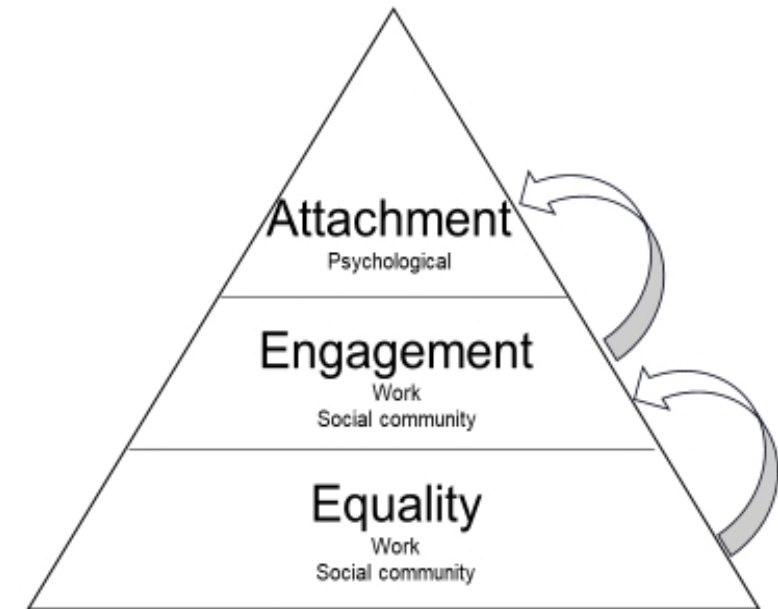 Attachment
Psychological
Engagement
Work
Social community
Equality
Work
Social community